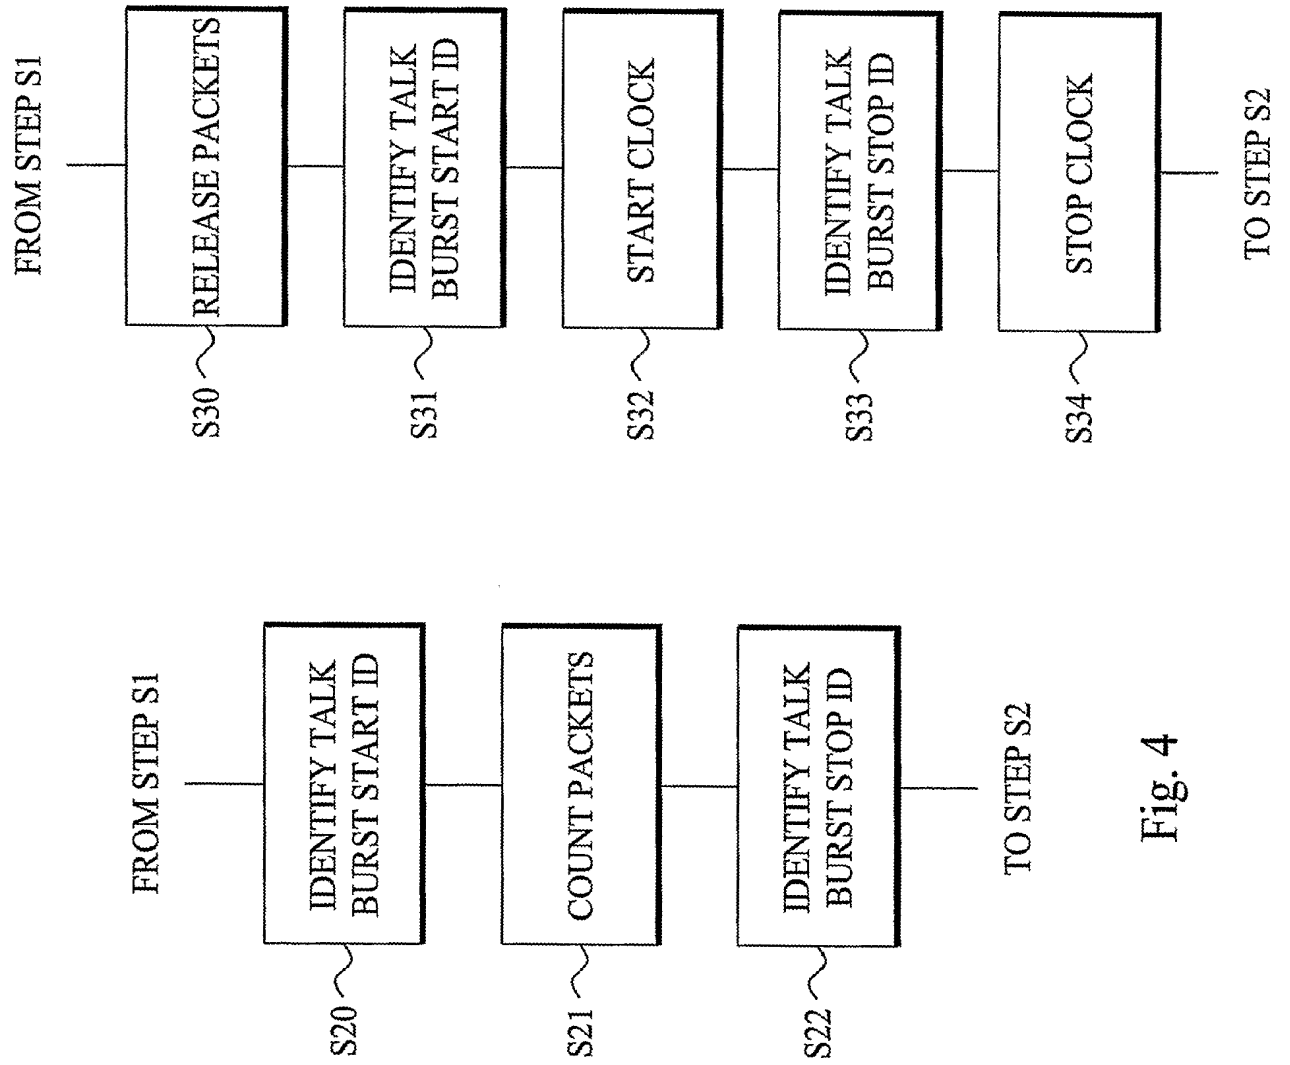 FROM STEP S1
S20
IDENTIFY TALK
BURST START ID
S21
COUNT PACKETS
S22
IDENTIFY TALK
BURST STOP ID
TO STEP S2
Fig. 4
FROM STEP S1
S30
RELEASE PACKETS
S31
IDENTIFY TALK
BURST START ID
S32
START CLOCK
S33
IDENTIFY TALK
BURST STOP ID
S34
STOP CLOCK
TO STEP S2